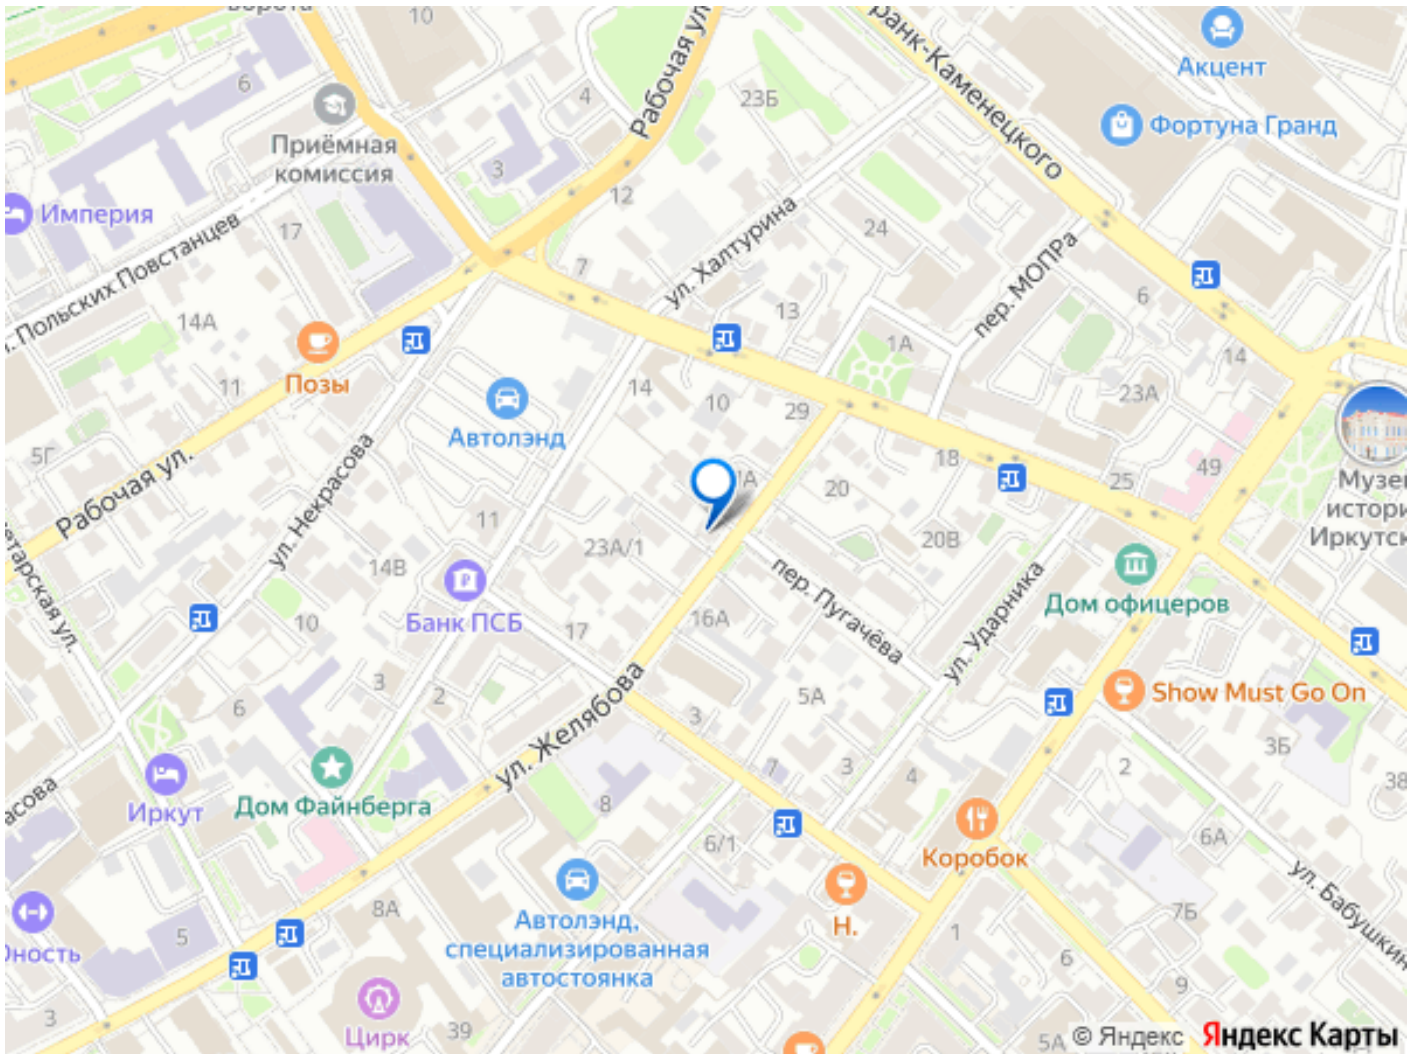 ворота
10
6
Рабочая ул.
ранк-Каменецкого
Акцент
4
23Б
Фортуна Гранд
Приёмная
комиссия
3
12
Империя
17
24
. Польских Повстанцев
7
ул. Халтурина
пер. МОПРа
6
14А
13
1А
14
Позы
11
14
10
29
23А
Автолэнд
5Г
Рабочая ул.
ул. Некрасова
18
49
25
Музей
истори
Иркутск
20
11
23А/1
20В
14В
пер. Пугачёва
ул. Ударника
Дом офицеров
Банк ПСБ
10
17
16А
етарская ул.
3
2
6
ул. Желябова
3
5А
Show Must Go On
3Б
7
3
4
2
38
Иркут
Дом Файнберга
асова
8
6/1
Коробок
6А
ул. Бабушкин
8А
Автолэнд,
специализированная
автостоянка
Н.
7Б
1
5
Юность
6
9
3
Цирк
39
5А
© Яндекс Яндекс Карты